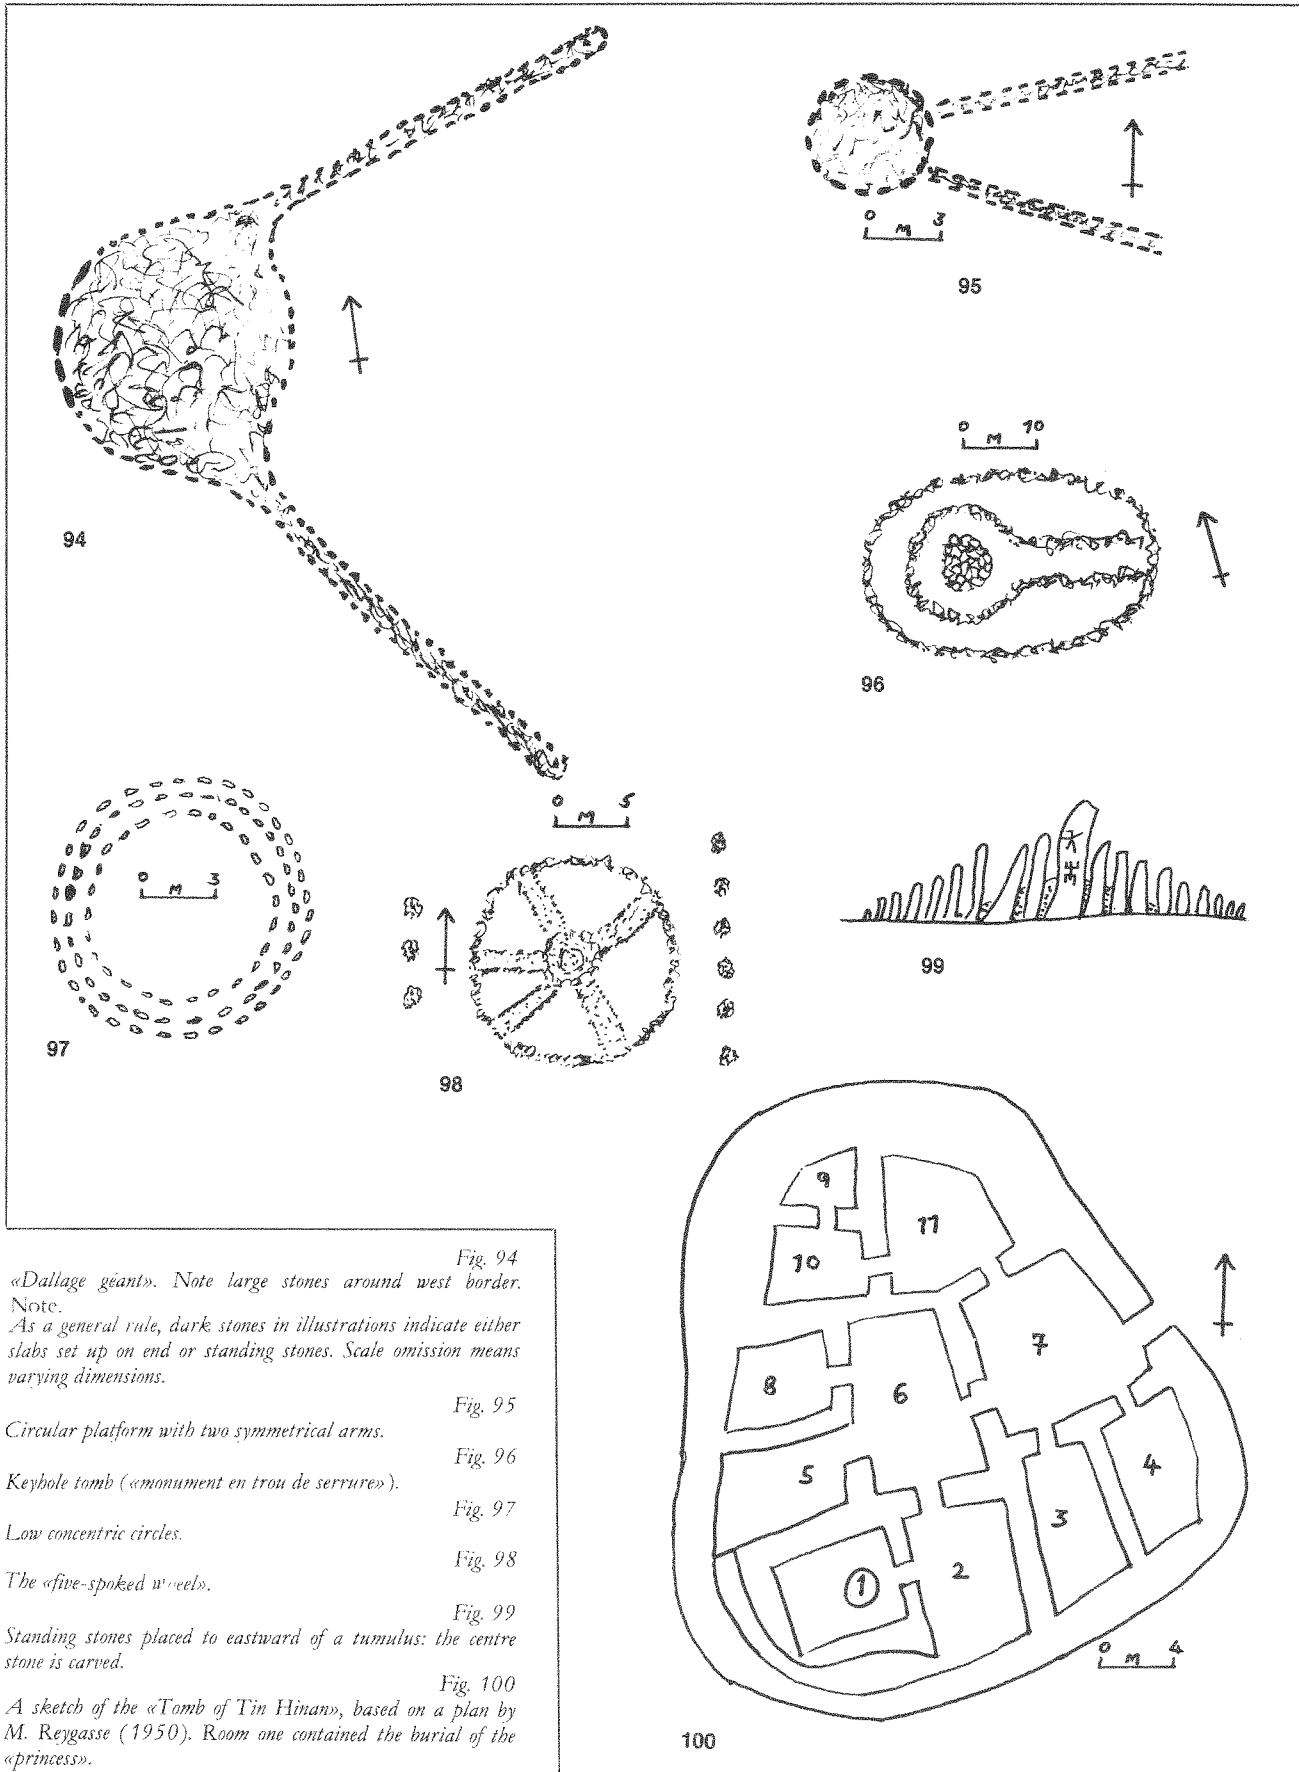 0 M 3
95
0 M 10
94
96
0 M 5
0 M 3
99
97
98
9
11
10
7
8
6
5
4
3
1
2
0 M 4
100
Fig. 94
«Dallage géant». Note large stones around west border.
Note.
As a general rule, dark stones in illustrations indicate either
slabs set up on end or standing stones. Scale omission means
varying dimensions.
Fig. 95
Circular platform with two symmetrical arms.
Fig. 96
Keyhole tomb («monument en trou de serrure»).
Fig. 97
Low concentric circles.
Fig. 98
The «five-spoked wheel».
Fig. 99
Standing stones placed to eastward of a tumulus: the centre
stone is carved.
Fig. 100
A sketch of the «Tomb of Tin Hinan», based on a plan by
M. Reygasse (1950). Room one contained the burial of the
«princess».